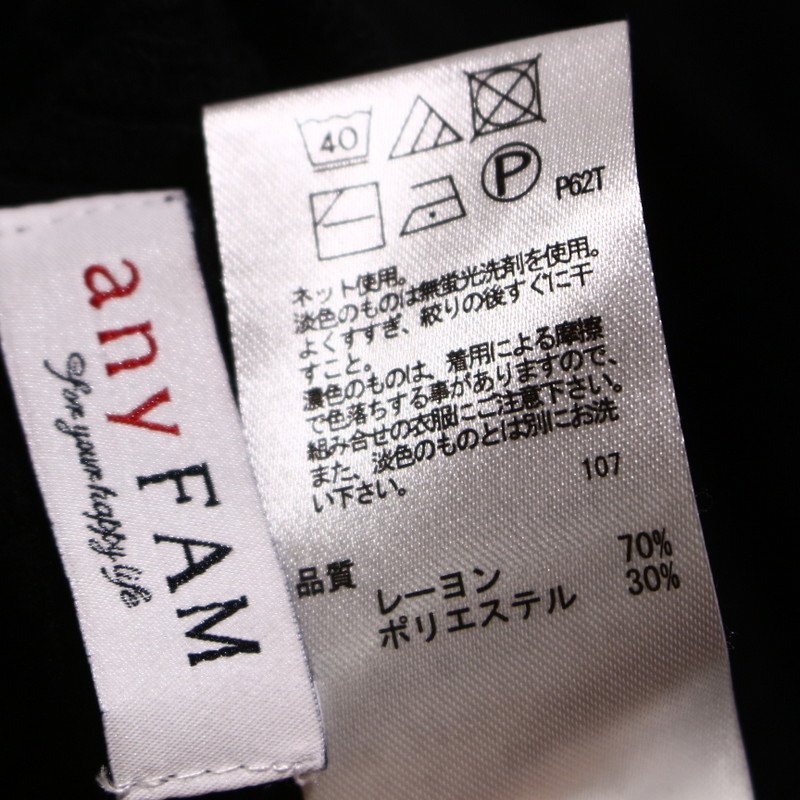 any FAM
for your happy life
40
P
P62T
ネット使用。
淡色のものは無蛍光洗剤を使用。
よくすすぎ、絞りの後すぐに干
すこと。
濃色のものは、着用による摩擦
で色落ちする事がありますので、
組み合せの衣服にご注意下さい。
また、淡色のものとは別にお洗
い下さい。
107
品質
レーヨン 70%
ポリエステル 30%